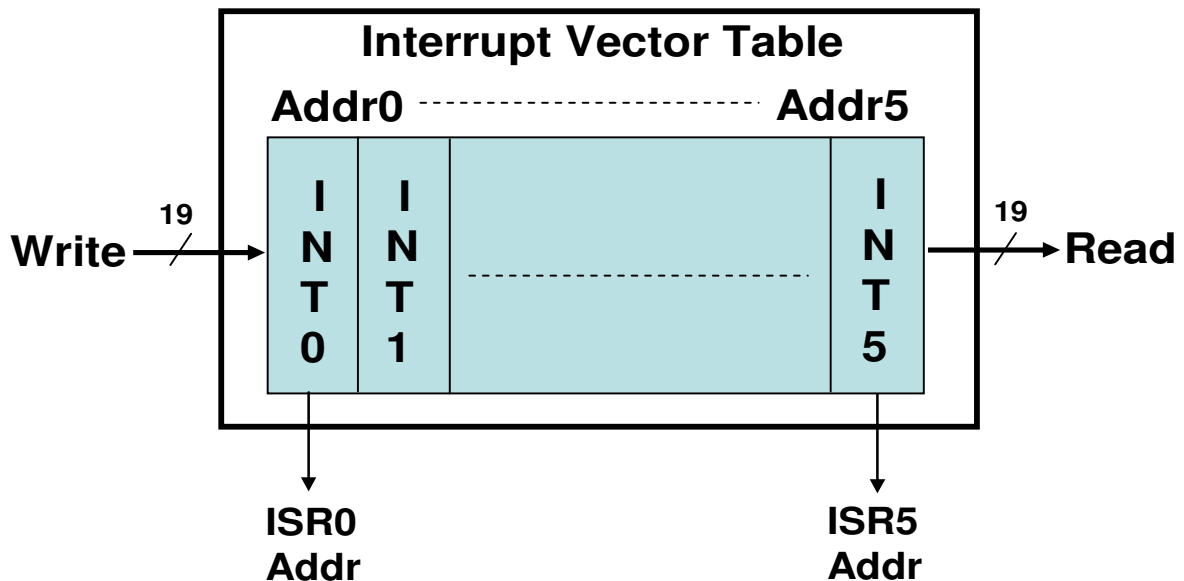 Interrupt Vector Table
Addr0 Addr5
I N T 0
I N T 1
I N T 5
19
Write
19
Read
ISR0
Addr
ISR5
Addr